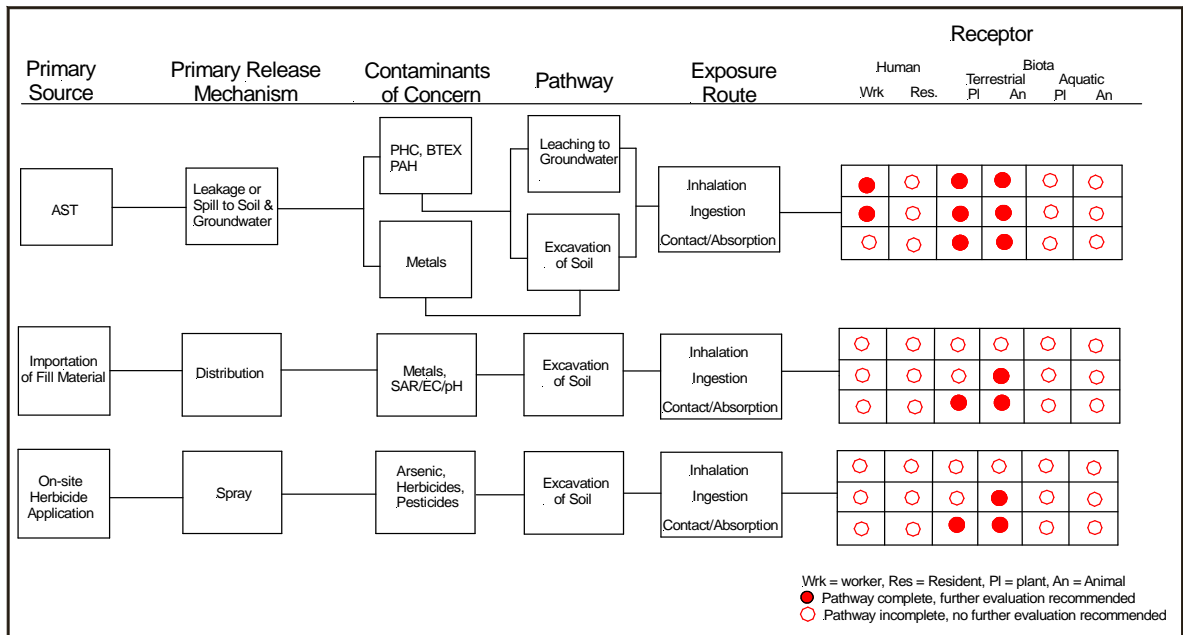 Receptor
Primary
Source
Primary Release
Mechanism
Contaminants
of Concern
Pathway
Exposure
Route
Human
Biota
Terrestrial
Aquatic
Wrk
Res.
Pl
An
Pl
An
AST
Leakage or
Spill to Soil &
Groundwater
PHC, BTEX
PAH
Metals
Leaching to
Groundwater
Excavation
of Soil
Inhalation
Ingestion
Contact/Absorption
Importation
of Fill Material
Distribution
Metals,
SAR/EC/pH
Excavation
of Soil
Inhalation
Ingestion
Contact/Absorption
On-site
Herbicide
Application
Spray
Arsenic,
Herbicides,
Pesticides
Excavation
of Soil
Inhalation
Ingestion
Contact/Absorption
Wrk = worker, Res = Resident, Pl = plant, An = Animal
Pathway complete, further evaluation recommended
Pathway incomplete, no further evaluation recommended